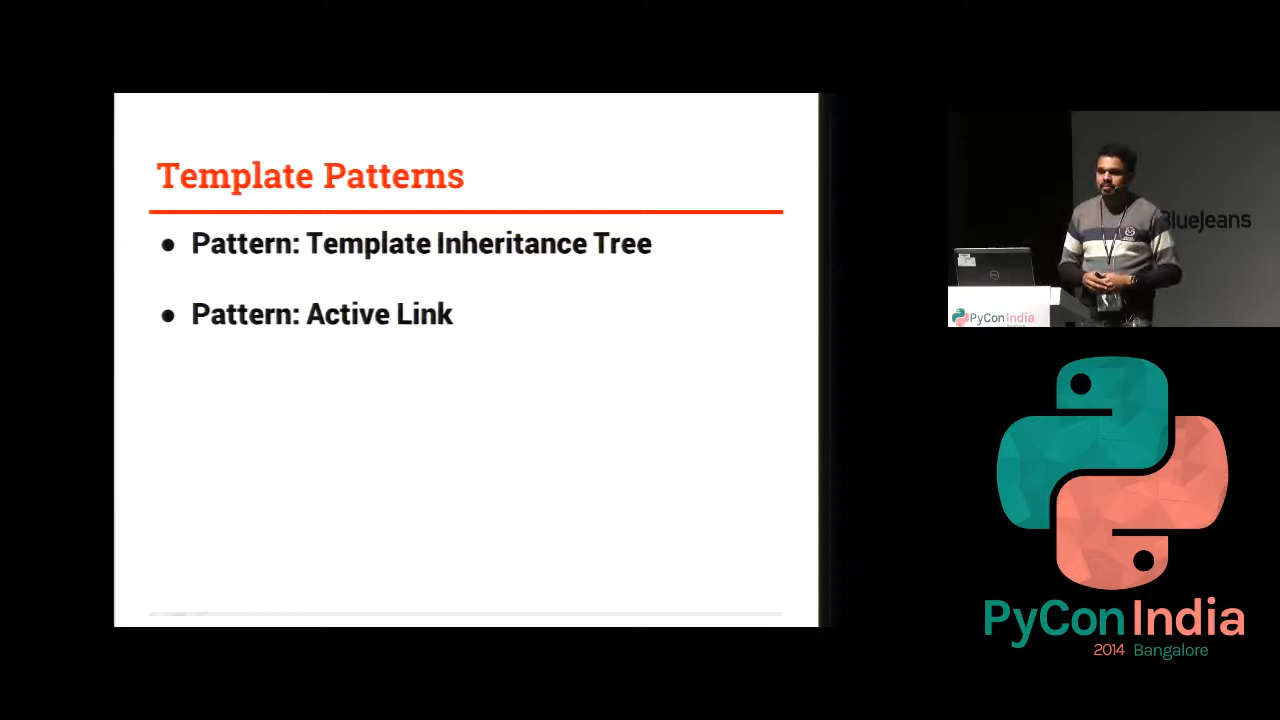 Template Patterns
● Pattern: Template Inheritance Tree
● Pattern: Active Link
BlueJeans
PyCon India
PyCon India
2014 Bangalore